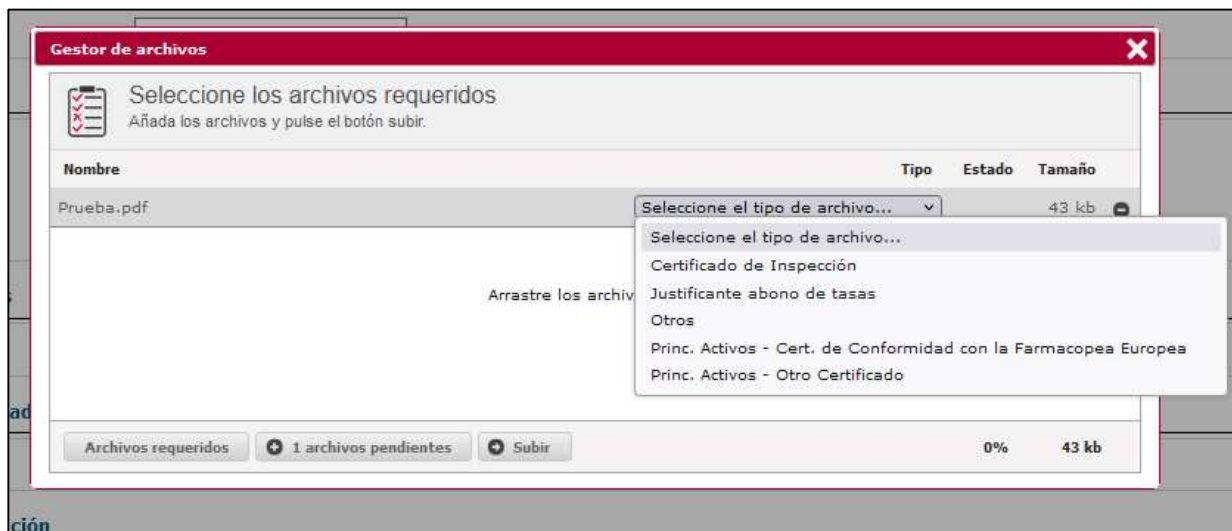 Gestor de archivos
Seleccione los archivos requeridos
Añada los archivos y pulse el botón subir.
Nombre Tipo Estado Tamaño
Prueba.pdf Seleccione el tipo de archivo... 43 kb
Seleccione el tipo de archivo...
Certificado de Inspección
Arrastre los archiv Justificante abono de tasas
Otros
Princ. Activos - Cert. de Conformidad con la Farmacopea Europea
Princ. Activos - Otro Certificado
ad
Archivos requeridos 1 archivos pendientes Subir 0% 43 kb
ción